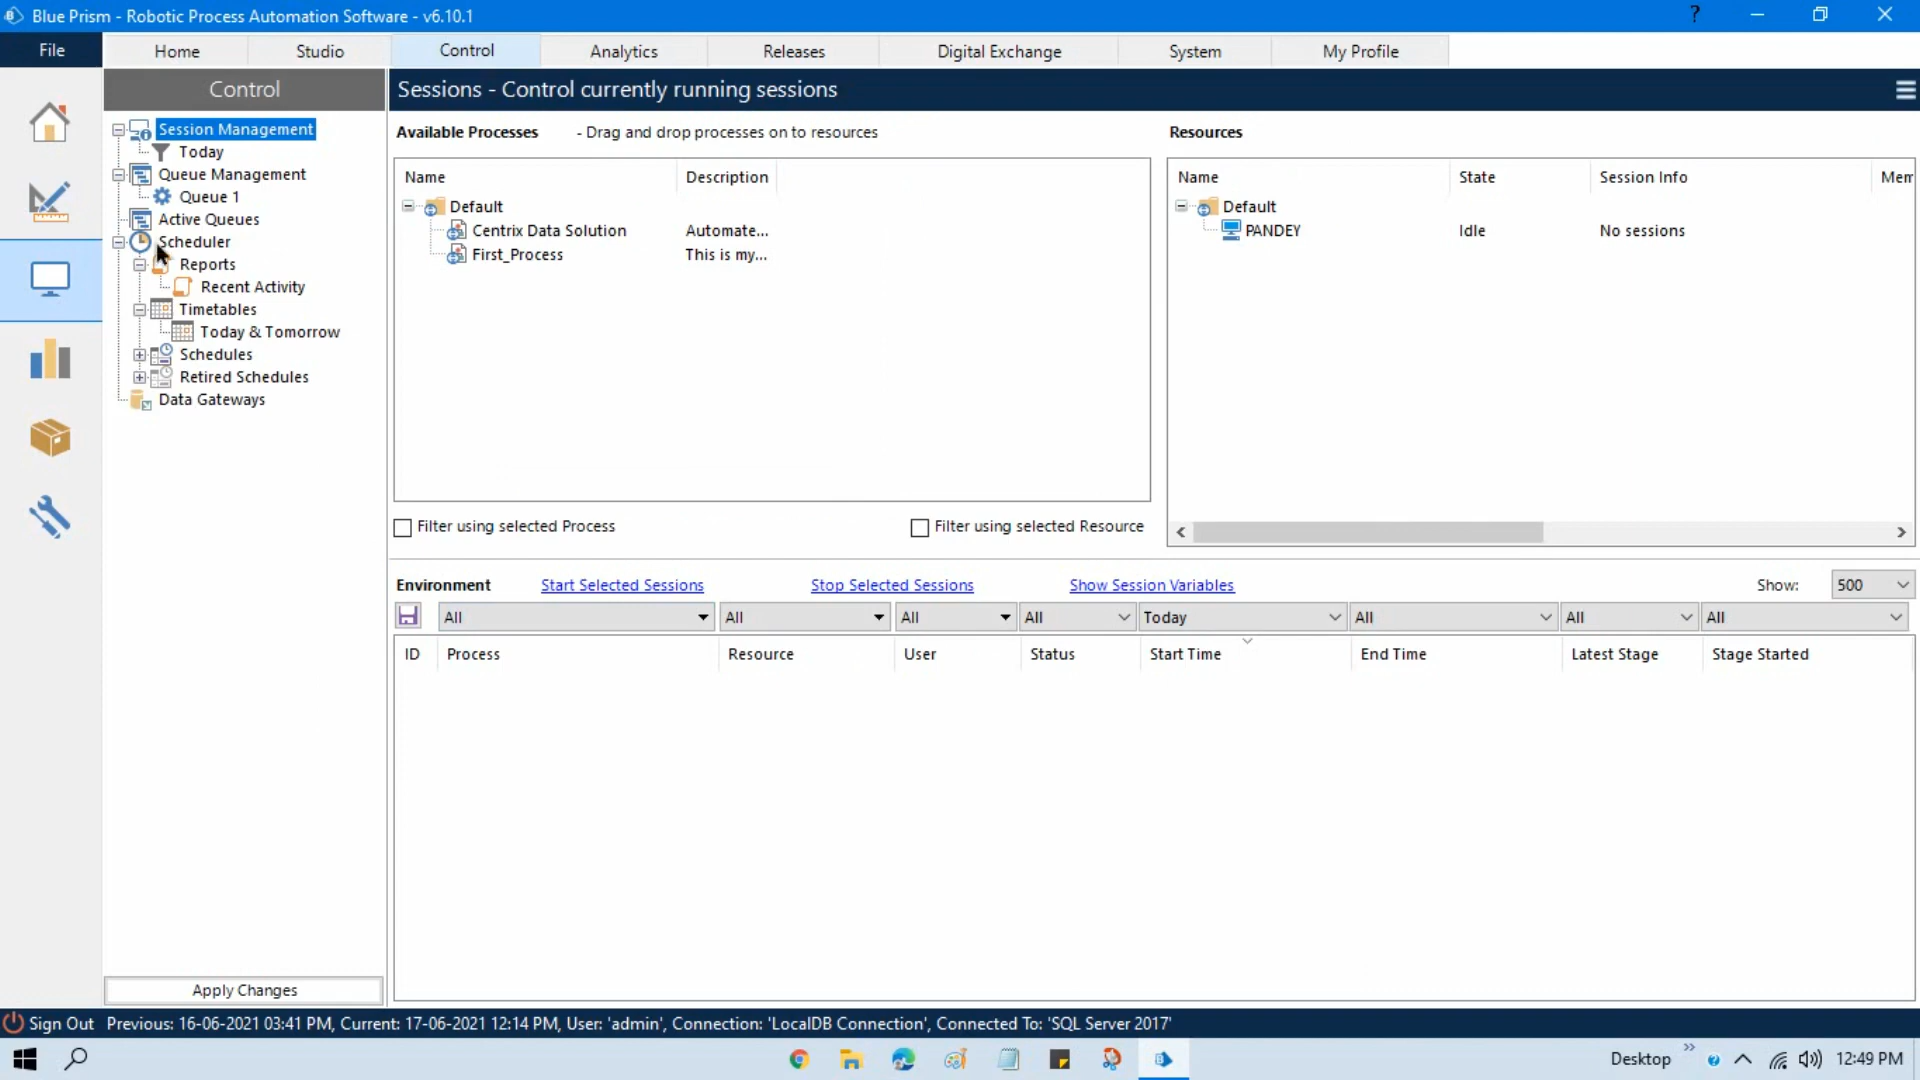 Blue Prism - Robotic Process Automation Software - v6.10.1
?
File
Home
Studio
Control
Analytics
Releases
Digital Exchange
System
My Profile
Control
Session Management
Today
Queue Management
Queue 1
Active Queues
Scheduler
Reports
Recent Activity
Timetables
Today & Tomorrow
Schedules
Retired Schedules
Data Gateways
Apply Changes
Sessions - Control currently running sessions
Available Processes - Drag and drop processes on to resources
Name Description
Default
Centrix Data Solution Automate...
First_Process This is my...
Filter using selected Process
Filter using selected Resource
Resources
Name State Session Info Mem
Default
PANDEY Idle No sessions
Environment Start Selected Sessions Stop Selected Sessions Show Session Variables Show: 500
All All All All Today All All All
ID Process Resource User Status Start Time End Time Latest Stage Stage Started
Sign Out Previous: 16-06-2021 03:41 PM, Current: 17-06-2021 12:14 PM, User: 'admin', Connection: 'LocalDB Connection', Connected To: 'SQL Server 2017'
Desktop 12:49 PM